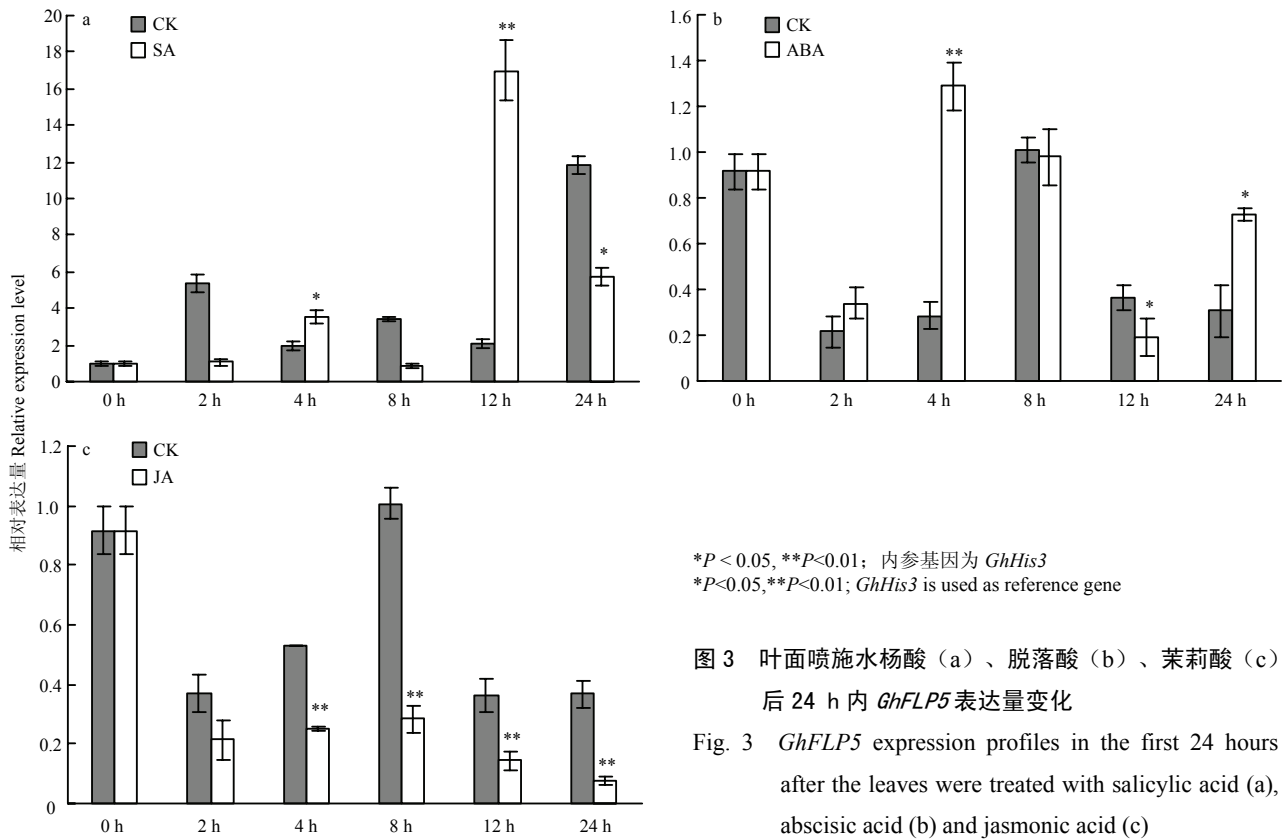 a
CK
SA
20
18
16
14
12
10
8
6
4
2
0
**
*
*
0 h 2 h 4 h 8 h 12 h 24 h
b
CK
ABA
1.6
1.4
1.2
1.0
0.8
0.6
0.4
0.2
0
**
*
*
0 h 2 h 4 h 8 h 12 h 24 h
相对表达量 Relative expression level
c
CK
JA
1.2
1.0
0.8
0.6
0.4
0.2
0
**
**
**
**
0 h 2 h 4 h 8 h 12 h 24 h
*P < 0.05, **P<0.01；内参基因为 GhHis3
*P<0.05,**P<0.01; GhHis3 is used as reference gene
图 3 叶面喷施水杨酸（a）、脱落酸（b）、茉莉酸（c）
后 24 h 内 GhFLP5 表达量变化
Fig. 3 GhFLP5 expression profiles in the first 24 hours
after the leaves were treated with salicylic acid (a),
abscisic acid (b) and jasmonic acid (c)